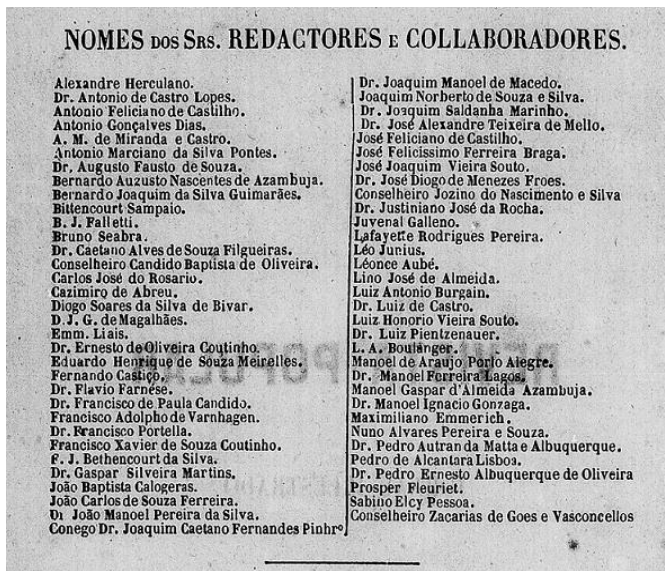 NOMES DOS SRS. REDACTORES E COLLABORADORES.
Alexandre Herculano.
Dr. Antonio de Castro Lopes.
Antonio Feliciano de Castilho.
Antonio Gonçalves Dias.
A. M. de Miranda e Castro.
Antonio Marciano da Silva Pontes.
Dr. Augusto Fausto de Souza.
Bernardo Auzusto Nascentes de Azambuja.
Bernardo Joaquim da Silva Guimarães.
Bittencourt Sampaio.
B. J. Falletti.
Bruno Seabra.
Dr. Caetano Alves de Souza Filgueiras.
Conselheiro Candido Baptista de Oliveira.
Carlos José do Rosario.
Cazimiro de Abreu.
Diogo Soares da Silva de Bivar.
D. J. G. de Magalhães.
Emm. Liais.
Dr. Ernesto de Oliveira Coutinho.
Eduardo Henrique de Souza Meirelles.
Fernando Castiço.
Dr. Flavio Farnése.
Dr. Francisco de Paula Candido.
Francisco Adolpho de Varnhagen.
Dr. Francisco Portella.
Francisco Xavier de Souza Coutinho.
F. J. Bethencourt da Silva.
Dr. Gaspar Silveira Martins.
João Baptista Calogeras.
João Carlos de Souza Ferreira.
Dr João Manoel Pereira da Silva.
Conego Dr. Joaquim Caetano Fernandes Pinhrº
Dr. Joaquim Manoel de Macedo.
Joaquim Norberto de Souza e Silva.
Dr. Joaquim Saldanha Marinho.
Dr. José Alexandre Teixeira de Mello.
José Feliciano de Castilho.
José Felicissimo Ferreira Braga.
José Joaquim Vieira Souto.
Dr. José Diogo de Menezes Froes.
Conselheiro Jozino do Nascimento e Silva
Dr. Justiniano José da Rocha.
Juvenal Galleno.
Lafayette Rodrigues Pereira.
Léo Junius.
Léonce Aubé.
Lino José de Almeida.
Luiz Antonio Burgain.
Dr. Luiz de Castro.
Luiz Honorio Vieira Souto.
Dr. Luiz Pientzenauer.
L. A. Boulanger.
Manoel de Araujo Porto Alegre.
Dr. Manoel Ferreira Lagos.
Manoel Gaspar d'Almeida Azambuja.
Dr. Manoel Ignacio Gonzaga.
Maximiliano Emmerich.
Nuno Alvares Pereira e Souza.
Dr. Pedro Autran da Matta e Albuquerque.
Pedro de Alcantara Lisboa.
Dr. Pedro Ernesto Albuquerque de Oliveira
Prosper Fleuriet.
Sabino Elcy Pessoa.
Conselheiro Zacarias de Goes e Vasconcellos